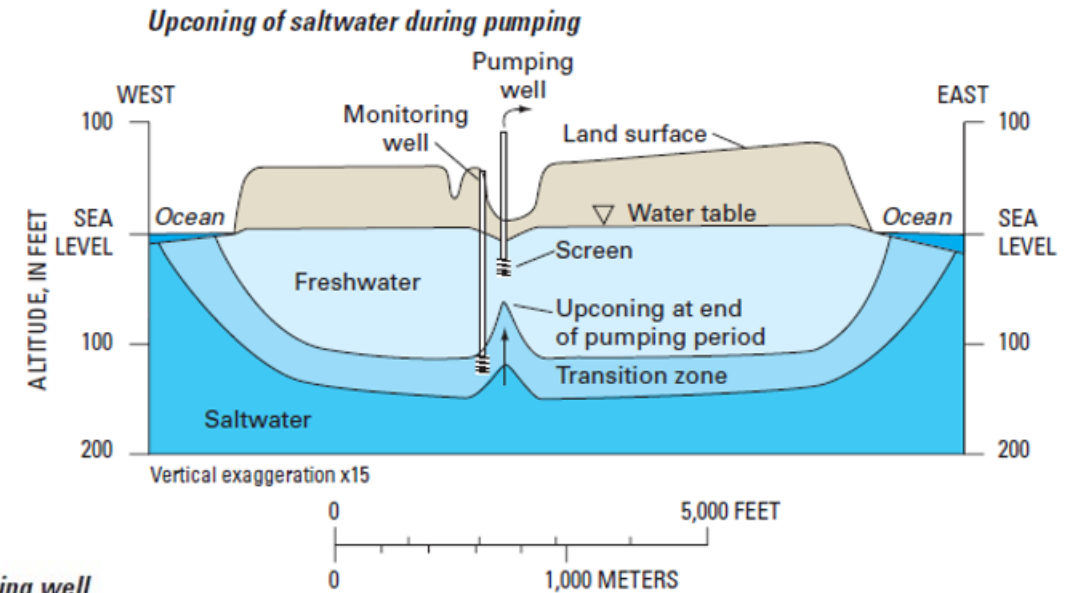 Upconing of saltwater during pumping
Pumping
well
WEST
EAST
Monitoring
well
100
100
Land surface
SEA
LEVEL
Ocean
Water table
Ocean
SEA
LEVEL
ALTITUDE, IN FEET
Screen
Freshwater
Upconing at end
of pumping period
100
100
Transition zone
Saltwater
200
200
Vertical exaggeration x15
0
5,000 FEET
0
1,000 METERS
ing well